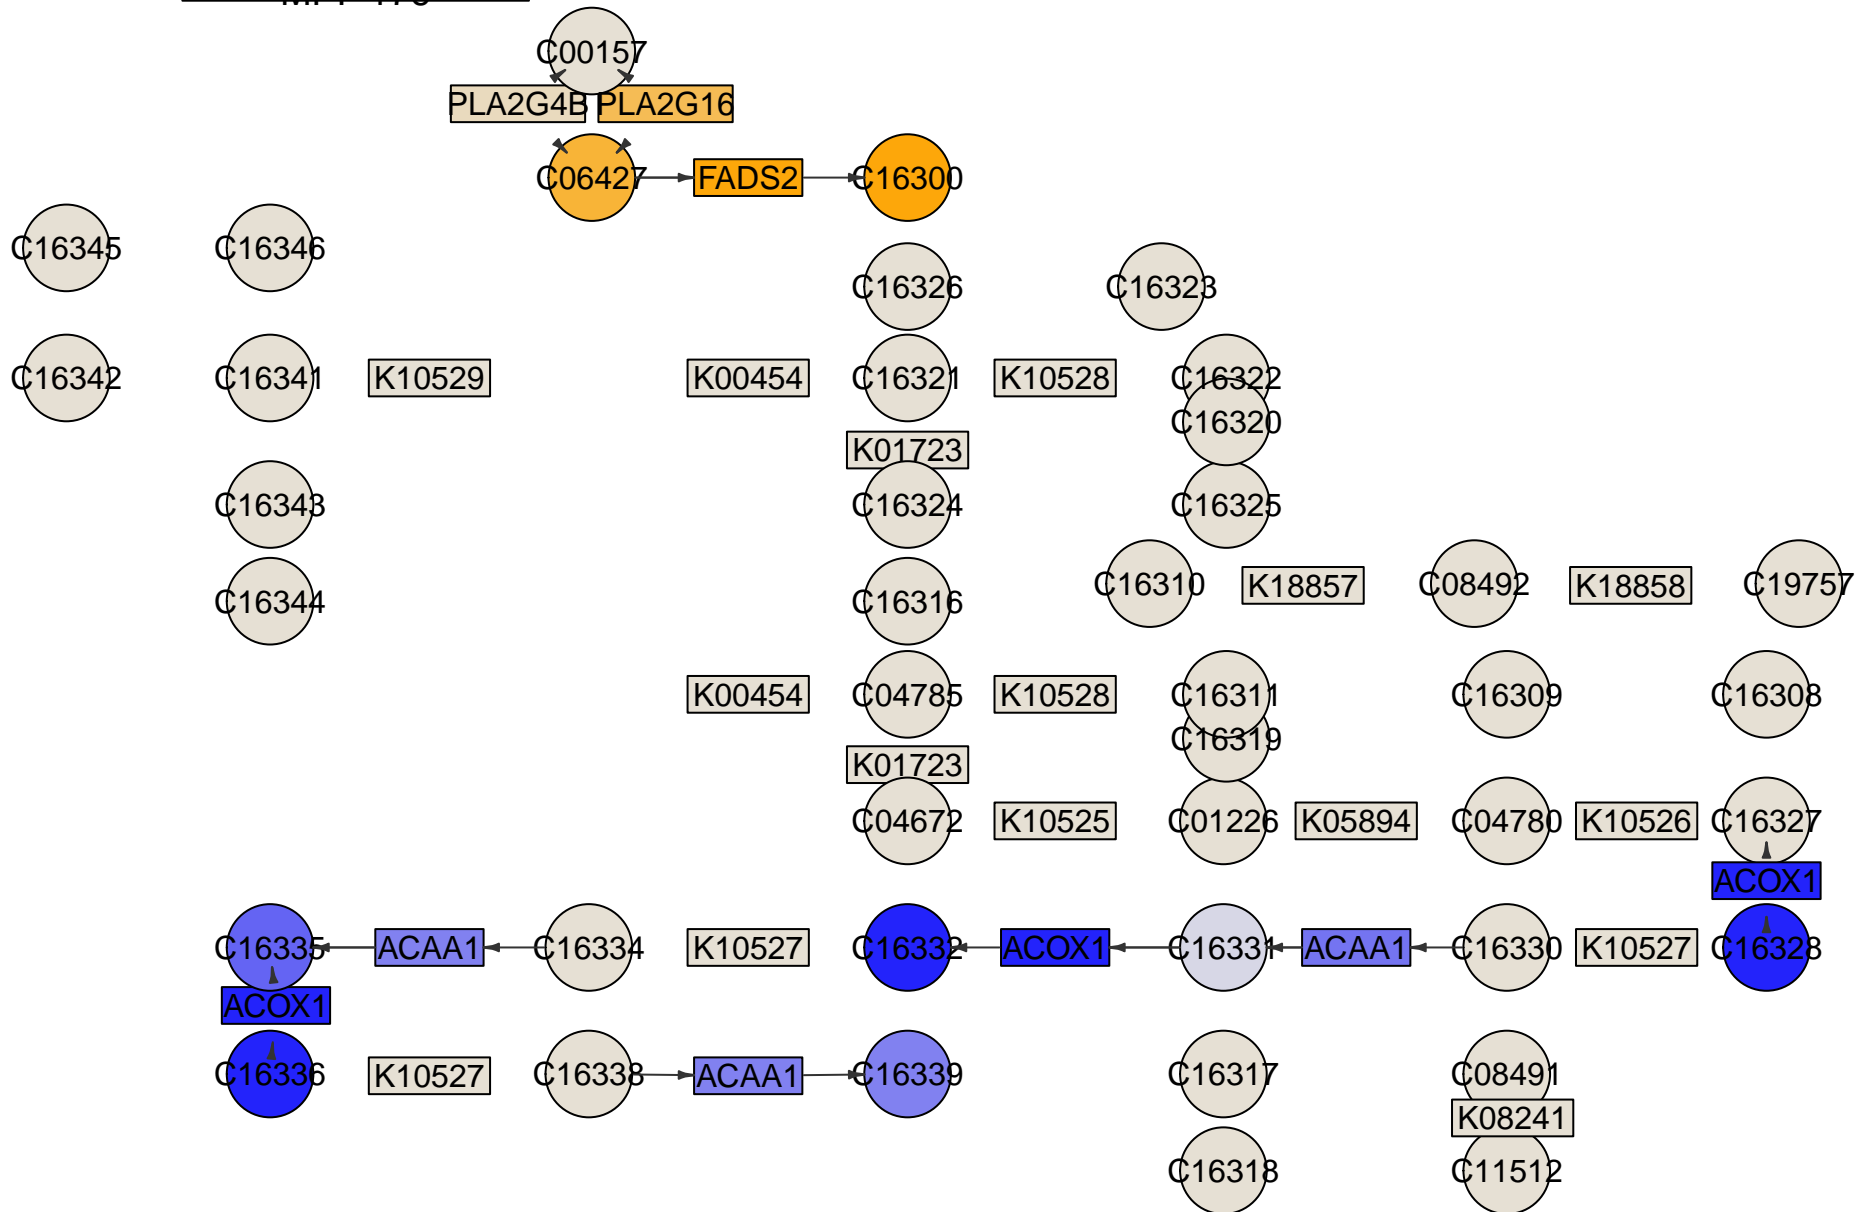 C00157
PLA2G4B PLA2G16
C06427 FADS2 C16300
C16345 C16346
C16326 C16323
C16342 C16341 K10529 K00454 C16321 K10528 C16322
C16320
K01723
C16343 C16324 C16325
C16310 K18857 C08492 K18858 C19757
C16344 C16316
K00454 C04785 K10528 C16311 C16309 C16308
C16319
K01723
C04672 K10525 C01226 K05894 C04780 K10526 C16327
ACOX1
C16335 ACAA1 C16334 K10527 C16332 ACOX1 C16331 ACAA1 C16330 K10527 C16328
ACOX1
C16336 K10527 C16338 ACAA1 C16339 C16317 C08491
K08241
C16318 C11512